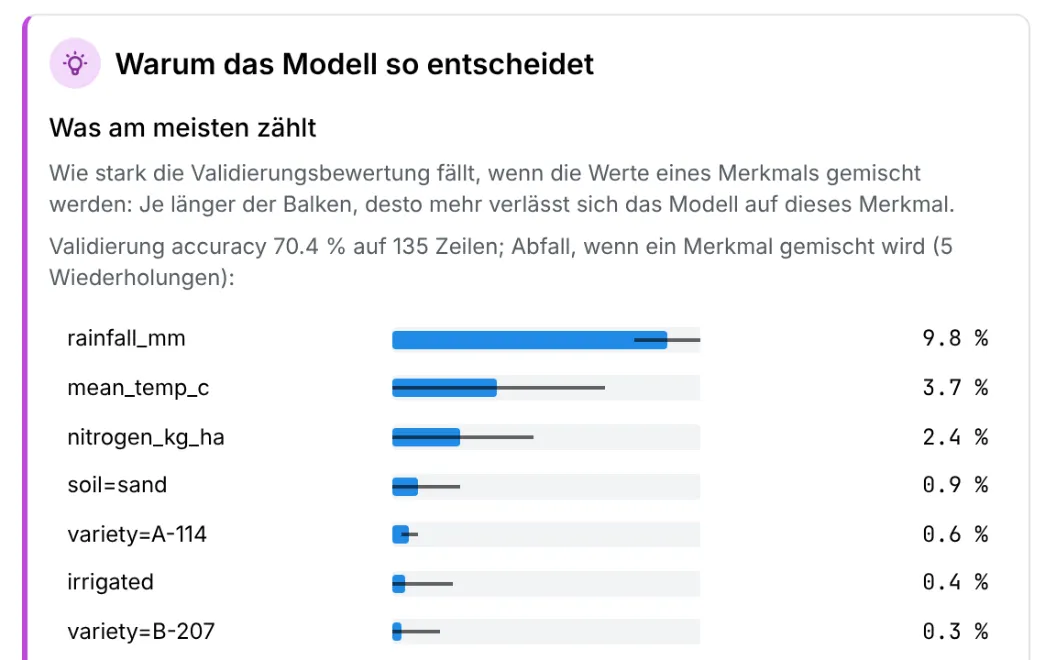 Warum das Modell so entscheidet
Was am meisten zählt
Wie stark die Validierungsbewertung fällt, wenn die Werte eines Merkmals gemischt
werden: Je länger der Balken, desto mehr verlässt sich das Modell auf dieses Merkmal.
Validierung accuracy 70.4 % auf 135 Zeilen; Abfall, wenn ein Merkmal gemischt wird (5
Wiederholungen):
rainfall_mm 9.8 %
mean_temp_c 3.7 %
nitrogen_kg_ha 2.4 %
soil=sand 0.9 %
variety=A-114 0.6 %
irrigated 0.4 %
variety=B-207 0.3 %